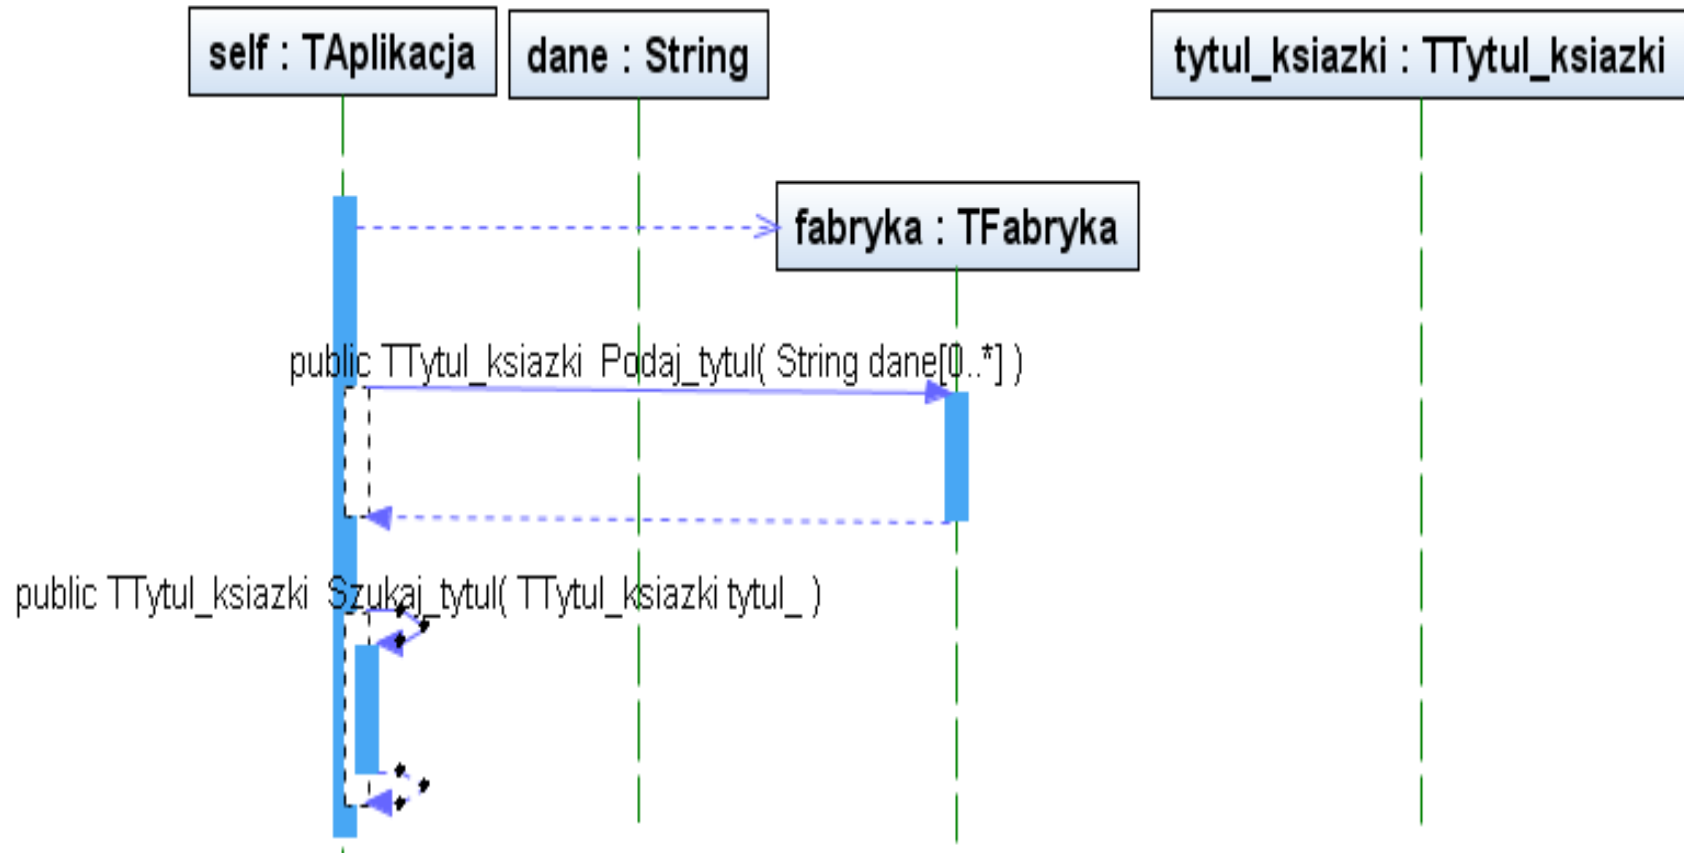 self : TAplikacja
dane : String
tytul_ksiazki : TTytul_ksiazki
fabryka : TFabryka
public TTytul_ksiazki Podaj_tytul( String dane[0..*] )
public TTytul_ksiazki Szukaj_tytul( TTytul_ksiazki tytul_ )